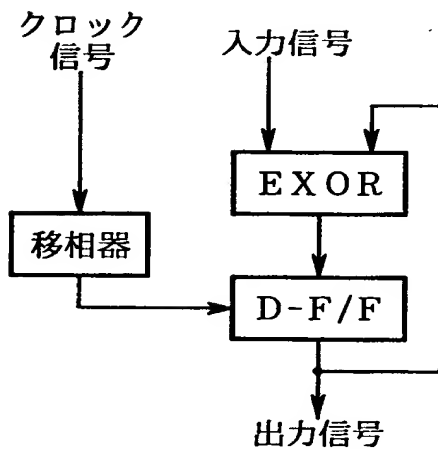 クロック
信号
入力信号
EXOR
移相器
D-F/F
出力信号